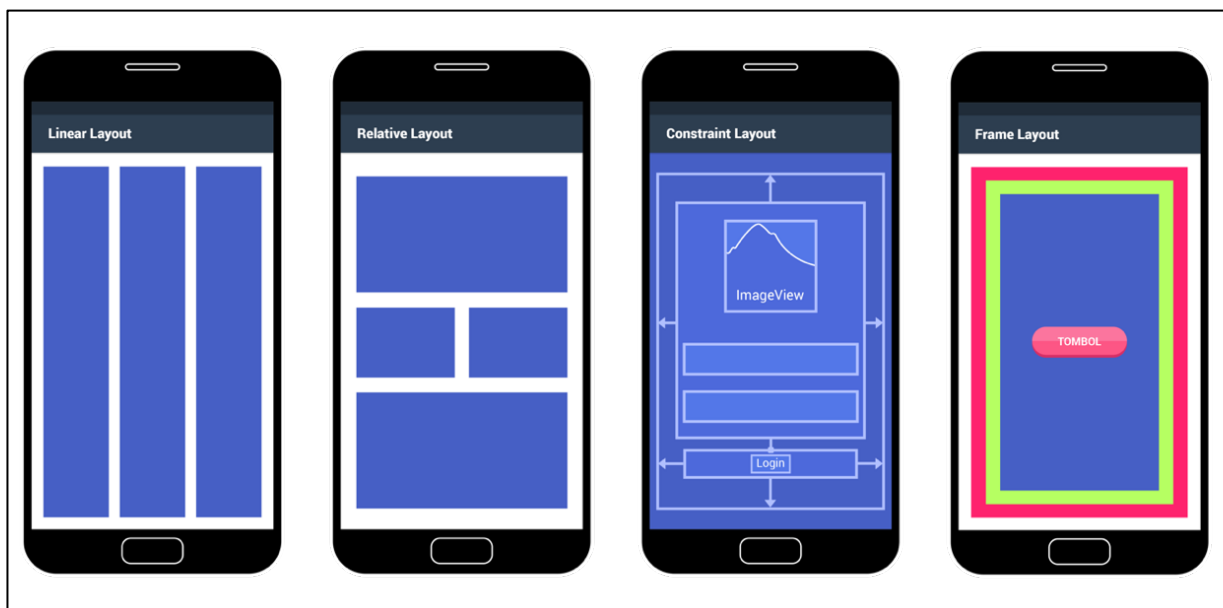 Linear Layout
Relative Layout
Constraint Layout
Frame Layout
ImageView
Login
TOMBOL